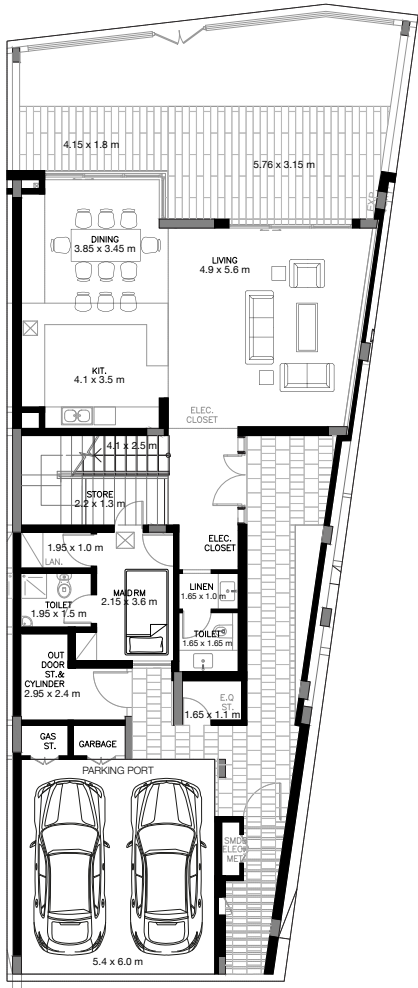 4.15 x 1.8 m
5.76 x 3.15 m
EXP.
DINING
3.85 x 3.45 m
LIVING
4.9 x 5.6 m
KIT.
4.1 x 3.5 m
ELEC.
CLOSET
4.1 x 2.5 m
STORE
2.2 x 1.3 m
ELEC.
CLOSET
1.95 x 1.0 m
LAN.
LINEN
1.65 x 1.0 m
MAID RM
2.15 x 3.6 m
TOILET
1.95 x 1.5 m
TOILET
1.65 x 1.65 m
OUT
DOOR
ST.&
CYLINDER
2.95 x 2.4 m
E.Q
ST.
1.65 x 1.1 m
GAS
ST.
GARBAGE
PARKING PORT
SMDB
ELEC.
MET.
5.4 x 6.0 m